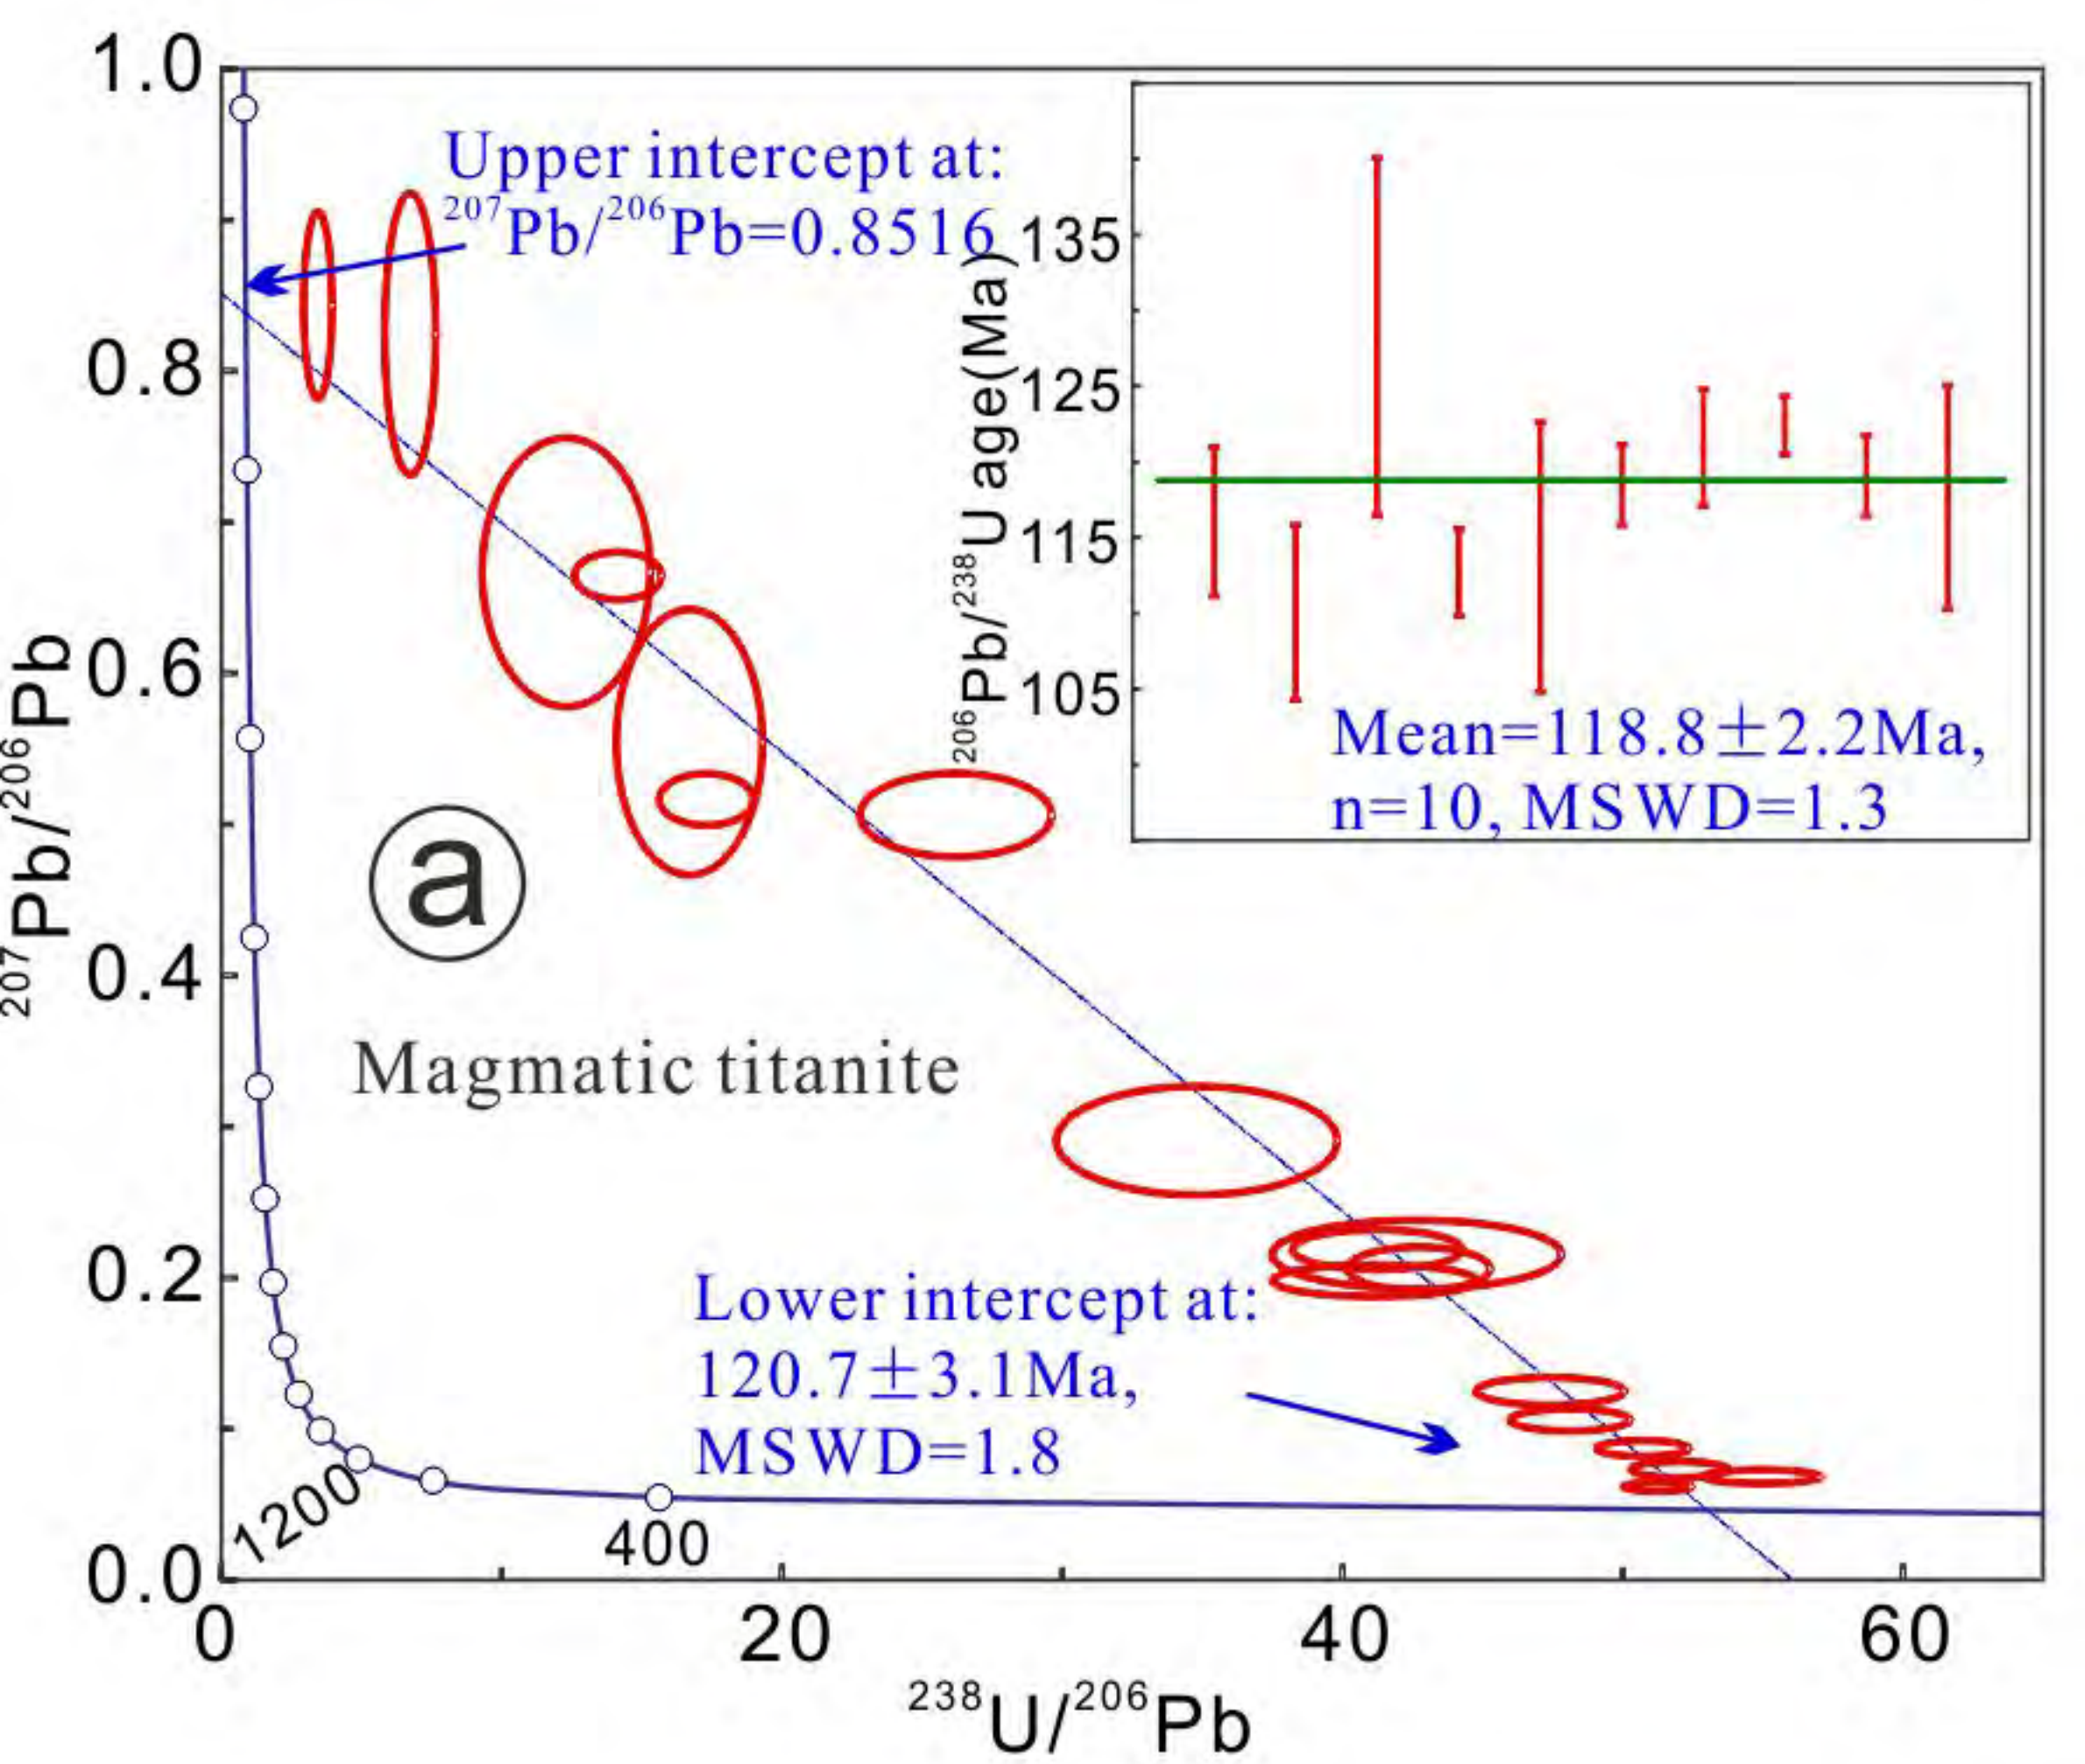 1.0
0.8
0.6
0.4
0.2
0.0
²⁰⁷Pb/²⁰⁶Pb
Upper intercept at:
²⁰⁷Pb/²⁰⁶Pb=0.8516
135
125
115
105
²⁰⁶Pb/²³⁸U age(Ma)
Mean=118.8±2.2Ma,
n=10, MSWD=1.3
a
Magmatic titanite
Lower intercept at:
120.7±3.1Ma,
MSWD=1.8
1200
400
0
20
40
60
²³⁸U/²⁰⁶Pb